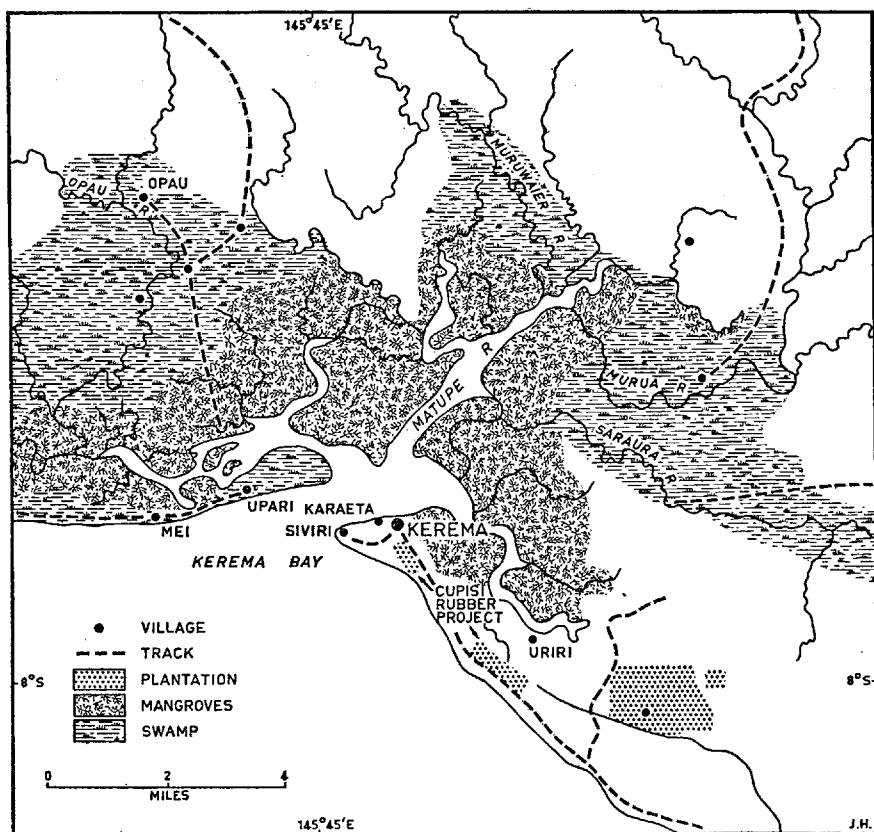 145°45'E
OPAU R
OPAU
MURUWAIER R
MATUPE R
MURUA R
SARAURA R
UPARI
KARAETA
MEI
SIVIRI
KEREMA
KEREMA BAY
CUPISI
RUBBER
PROJECT
URIRI
VILLAGE
TRACK
PLANTATION
MANGROVES
SWAMP
8°S
8°S
0 2 4
MILES
145°45'E
J.H.